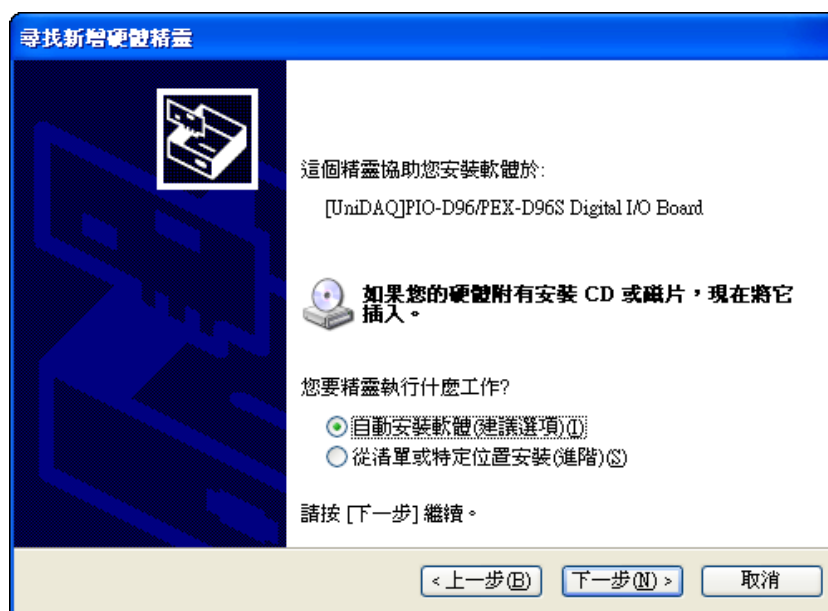 尋找新增硬體精靈
這個精靈協助您安裝軟體於:
[UniDAQ]PIO-D96/PEX-D96S Digital I/O Board
如果您的硬體附有安裝 CD 或磁片，現在將它
插入。
您要精靈執行什麼工作?
自動安裝軟體(建議選項)(I)
從清單或特定位置安裝(進階)(S)
請按 [下一步] 繼續。
< 上一步(B)
下一步(N) >
取消